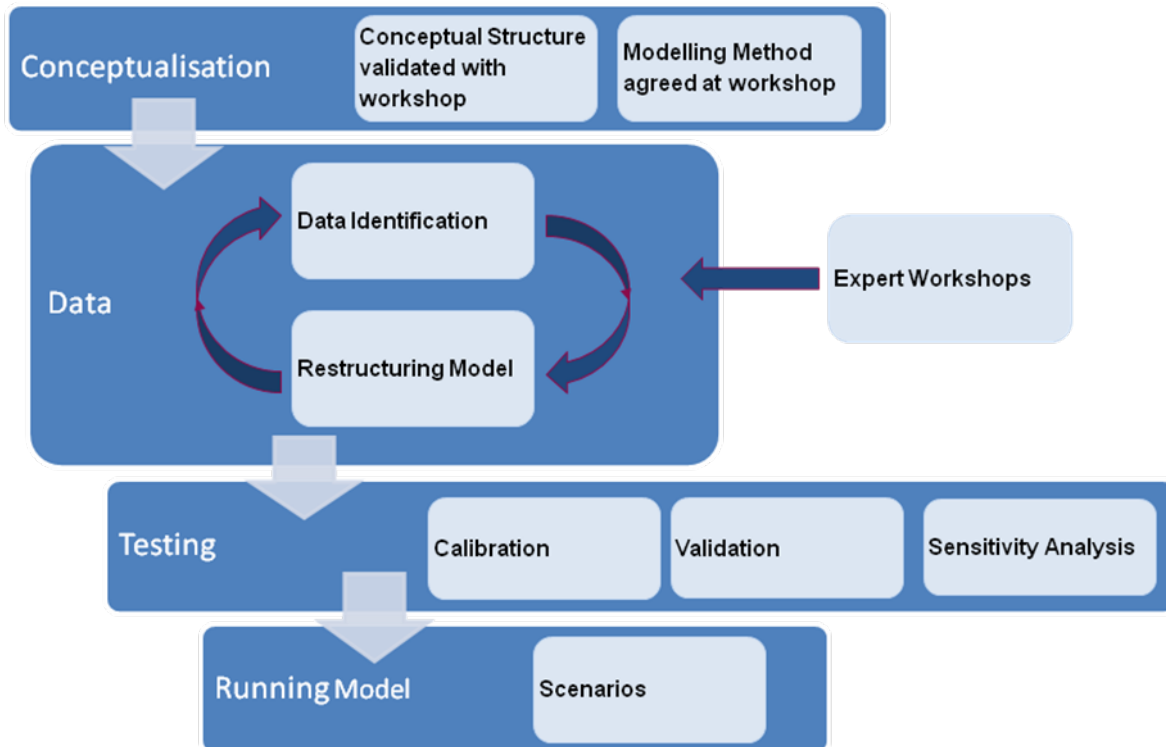 Conceptualisation
Conceptual Structure
validated with
workshop
Modelling Method
agreed at workshop
Data
Data Identification
Restructuring Model
Expert Workshops
Testing
Calibration
Validation
Sensitivity Analysis
Running Model
Scenarios